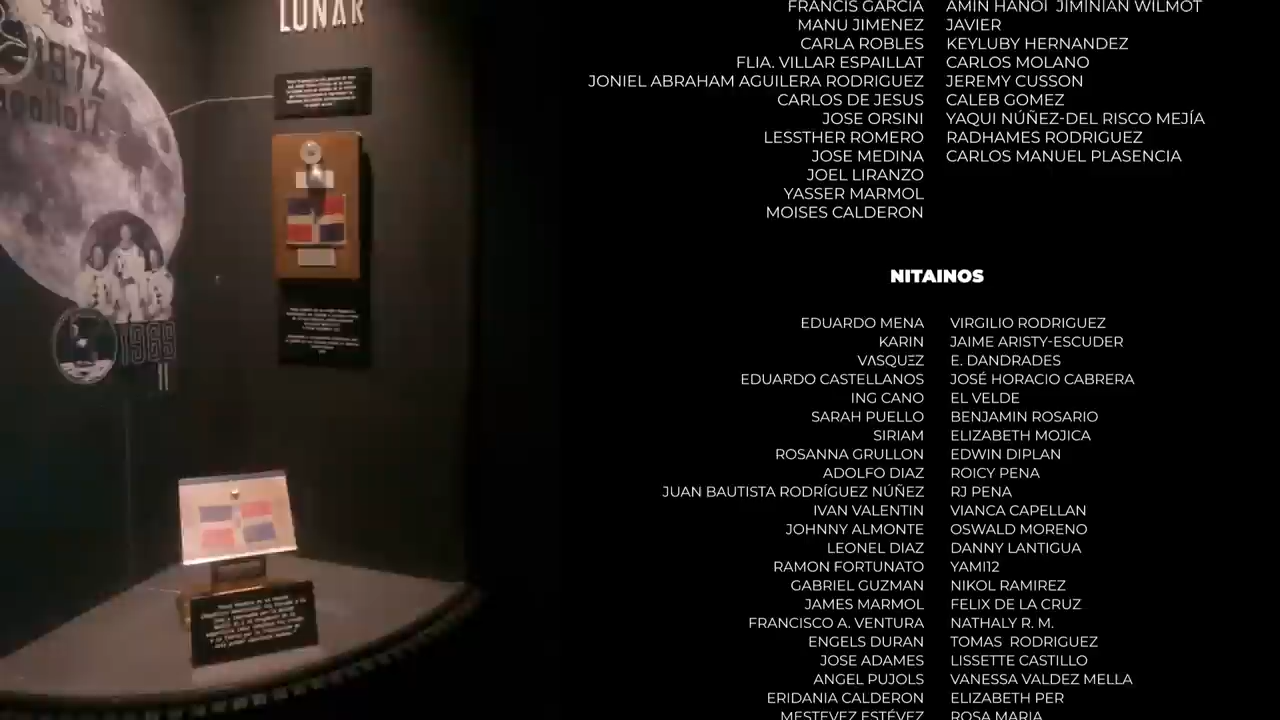 LUNAR
1972
1969
11
FRANCIS GARCIA AMIN HANOI JIMINIAN WILMOT
MANU JIMENEZ JAVIER
CARLA ROBLES KEYLUBY HERNANDEZ
FLIA. VILLAR ESPAILLAT CARLOS MOLANO
JONIEL ABRAHAM AGUILERA RODRIGUEZ JEREMY CUSSON
CARLOS DE JESUS CALEB GOMEZ
JOSE ORSINI YAQUI NÚÑEZ-DEL RISCO MEJÍA
LESSTHER ROMERO RADHAMES RODRIGUEZ
JOSE MEDINA CARLOS MANUEL PLASENCIA
JOEL LIRANZO
YASSER MARMOL
MOISES CALDERON
NITAINOS
EDUARDO MENA VIRGILIO RODRIGUEZ
KARIN JAIME ARISTY-ESCUDER
VΛSQUΞZ E. DANDRADES
EDUARDO CASTELLANOS JOSÉ HORACIO CABRERA
ING CANO EL VELDE
SARAH PUELLO BENJAMIN ROSARIO
SIRIAM ELIZABETH MOJICA
ROSANNA GRULLON EDWIN DIPLAN
ADOLFO DIAZ ROICY PENA
JUAN BAUTISTA RODRÍGUEZ NÚÑEZ RJ PENA
IVAN VALENTIN VIANCA CAPELLAN
JOHNNY ALMONTE OSWALD MORENO
LEONEL DIAZ DANNY LANTIGUA
RAMON FORTUNATO YAMI12
GABRIEL GUZMAN NIKOL RAMIREZ
JAMES MARMOL FELIX DE LA CRUZ
FRANCISCO A. VENTURA NATHALY R. M.
ENGELS DURAN TOMAS RODRIGUEZ
JOSE ADAMES LISSETTE CASTILLO
ANGEL PUJOLS VANESSA VALDEZ MELLA
ERIDANIA CALDERON ELIZABETH PER
MESTEVEZ ESTÉVEZ ROSA MARIA